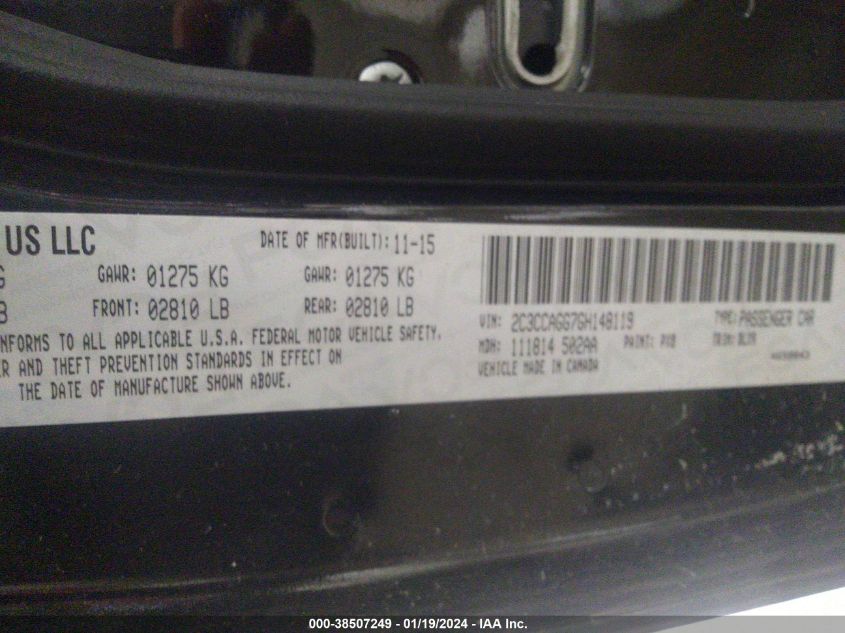 US LLC
DATE OF MFR(BUILT): 11-15
G GAWR: 01275 KG GAWR: 01275 KG
B FRONT: 02810 LB REAR: 02810 LB
NFORMS TO ALL APPLICABLE U.S.A. FEDERAL MOTOR VEHICLE SAFETY,
ER AND THEFT PREVENTION STANDARDS IN EFFECT ON
THE DATE OF MANUFACTURE SHOWN ABOVE.
VIN: 2C3CCAGG7GH148119 TYPE: PASSENGER CAR
MDH: 111814 502AA PAINT: PX8 TRIM:
VEHICLE MADE IN CANADA
000-38507249 - 01/19/2024 - IAA Inc.